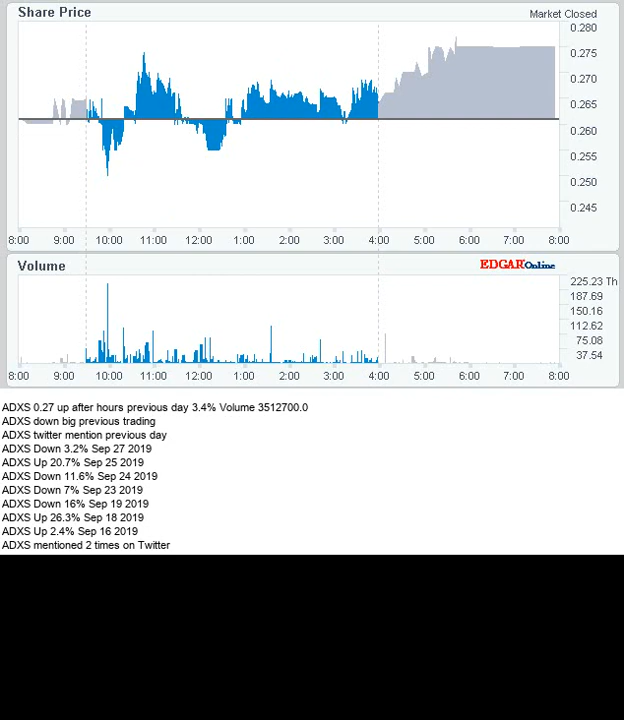 Share Price
Market Closed
0.280
0.275
0.270
0.265
0.260
0.255
0.250
0.245
8:00 9:00 10:00 11:00 12:00 1:00 2:00 3:00 4:00 5:00 6:00 7:00 8:00
Volume
EDGAR Online
225.23 Th
187.69
150.16
112.62
75.08
37.54
8:00 9:00 10:00 11:00 12:00 1:00 2:00 3:00 4:00 5:00 6:00 7:00 8:00
ADXS 0.27 up after hours previous day 3.4% Volume 3512700.0
ADXS down big previous trading
ADXS twitter mention previous day
ADXS Down 3.2% Sep 27 2019
ADXS Up 20.7% Sep 25 2019
ADXS Down 11.6% Sep 24 2019
ADXS Down 7% Sep 23 2019
ADXS Down 16% Sep 19 2019
ADXS Up 26.3% Sep 18 2019
ADXS Up 2.4% Sep 16 2019
ADXS mentioned 2 times on Twitter